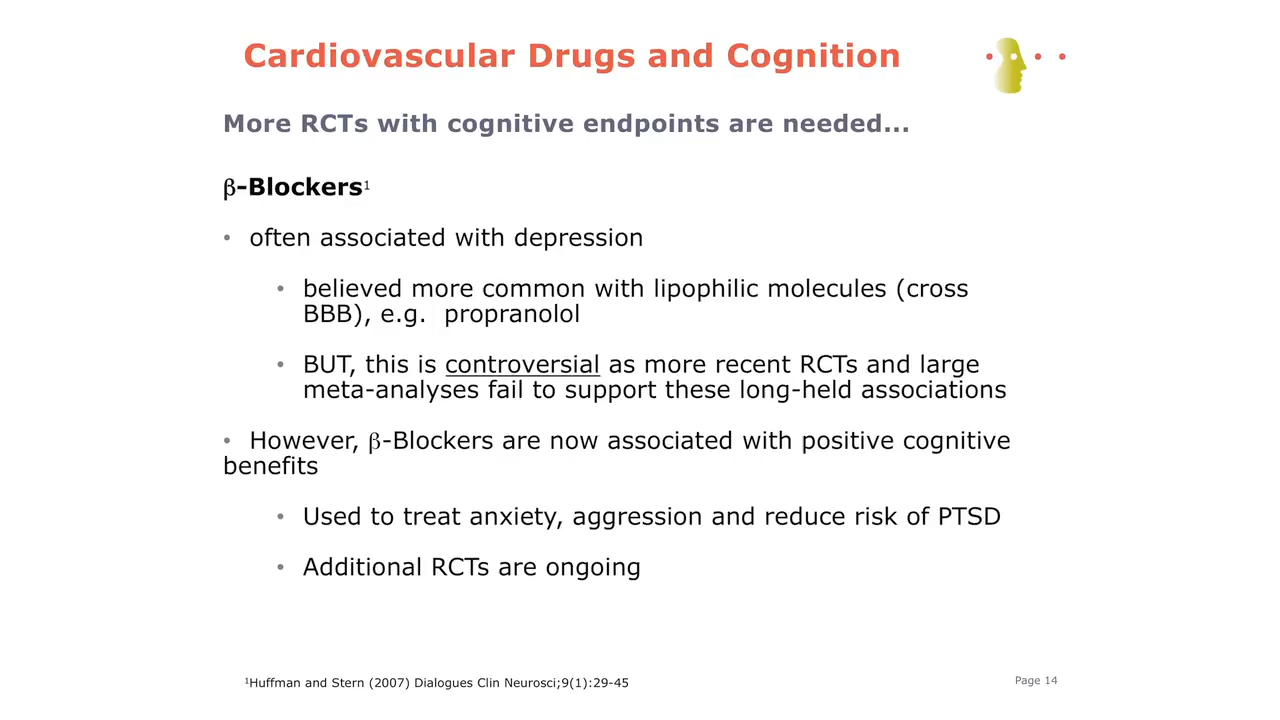 Cardiovascular Drugs and Cognition
More RCTs with cognitive endpoints are needed...
β-Blockers¹
• often associated with depression
• believed more common with lipophilic molecules (cross
BBB), e.g. propranolol
• BUT, this is controversial as more recent RCTs and large
meta-analyses fail to support these long-held associations
• However, β-Blockers are now associated with positive cognitive
benefits
• Used to treat anxiety, aggression and reduce risk of PTSD
• Additional RCTs are ongoing
¹Huffman and Stern (2007) Dialogues Clin Neurosci;9(1):29-45
Page 14